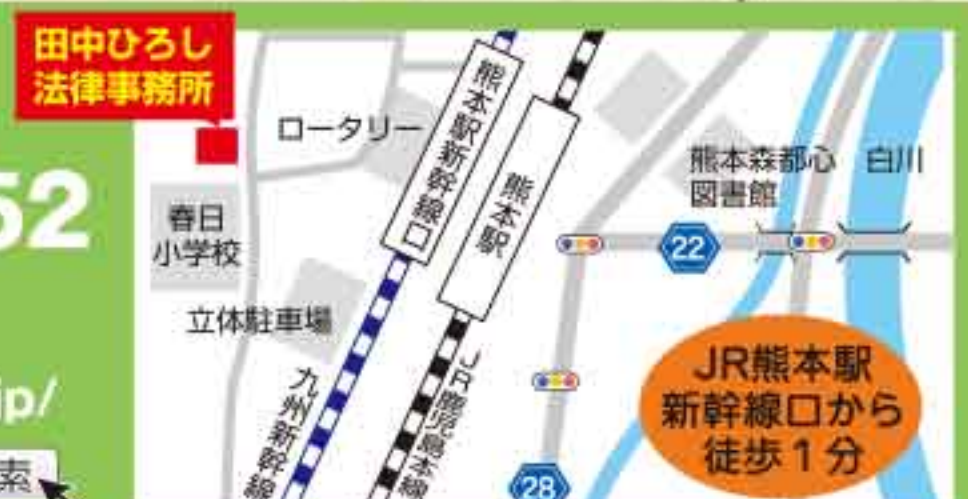 田中ひろし
法律事務所
ロータリー
熊本駅新幹線口
熊本駅
熊本森都心
図書館
白川
52
春日
小学校
22
立体駐車場
JR熊本駅
新幹線口から
徒歩1分
九州新幹線
JR鹿児島本線
jp/
索
28